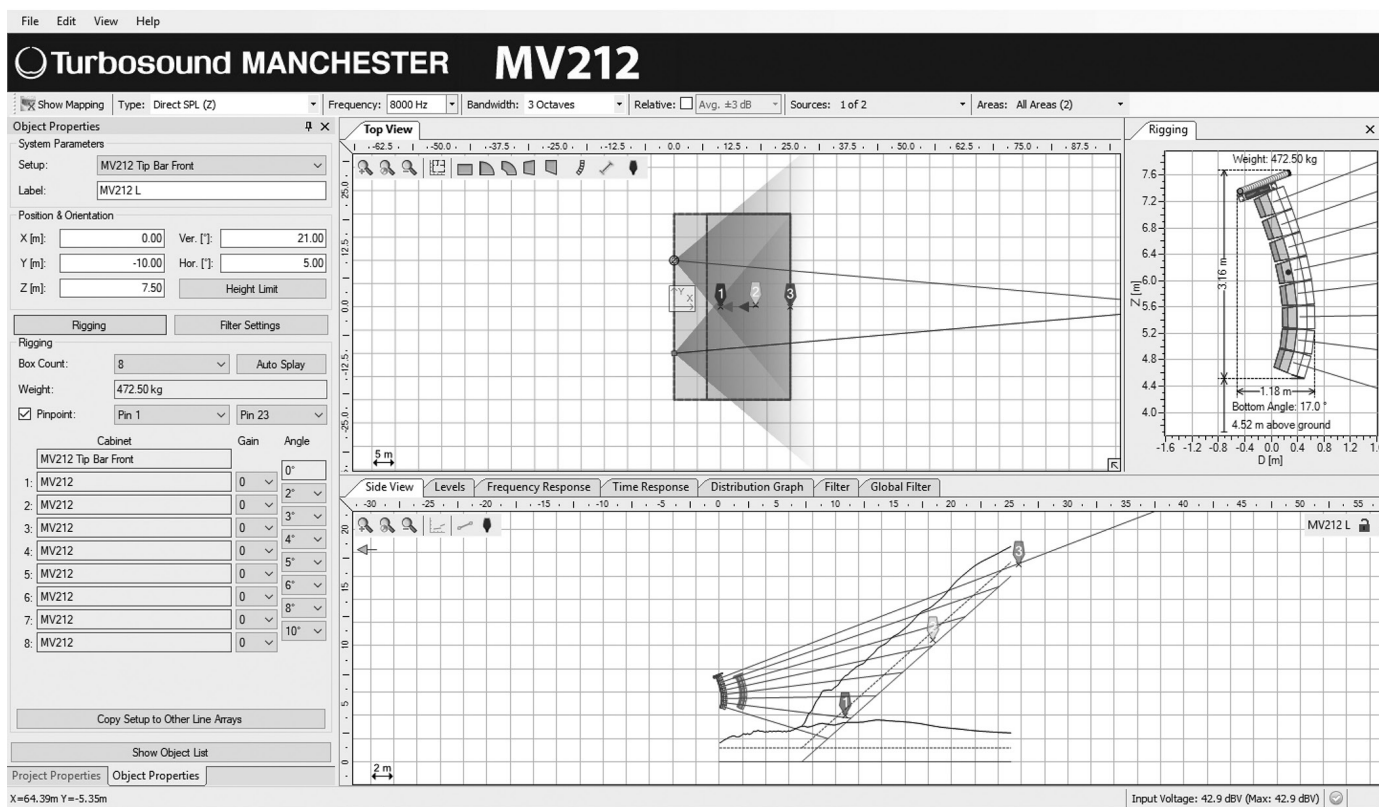 File Edit View Help
Turbosound MANCHESTER MV212
Show Mapping Type: Direct SPL (Z) Frequency: 8000 Hz Bandwidth: 3 Octaves Relative: Avg. ±3 dB Sources: 1 of 2 Areas: All Areas (2)
Object Properties
System Parameters
Setup: MV212 Tip Bar Front
Label: MV212 L
Position & Orientation
X [m]: 0.00 Ver. [°]: 21.00
Y [m]: -10.00 Hor. [°]: 5.00
Z [m]: 7.50 Height Limit
Rigging Filter Settings
Rigging
Box Count: 8 Auto Splay
Weight: 472.50 kg
Pinpoint: Pin 1 Pin 23
Cabinet Gain Angle
MV212 Tip Bar Front
0°
1: MV212 0
2°
2: MV212 0
3°
3: MV212 0
4°
4: MV212 0
5°
5: MV212 0
6°
6: MV212 0
8°
7: MV212 0
10°
8: MV212 0
Copy Setup to Other Line Arrays
Show Object List
Project Properties Object Properties
X=64.39m Y=-5.35m
Top View
-62.5 -50.0 -37.5 -25.0 -12.5 0.0 12.5 25.0 37.5 50.0 62.5 75.0 87.5
25.0
12.5
0.0
-12.5
-25.0
1 2 3
Y
X
5 m
Rigging
Weight: 472.50 kg
7.6
7.2
6.8
6.4
6.0
5.6
5.2
4.8
4.4
4.0
Z [m]
3.16 m
1.18 m
Bottom Angle: 17.0 °
4.52 m above ground
-1.6 -1.2 -0.8 -0.4 0.0 0.4 0.8 1.2
D [m]
Side View Levels Frequency Response Time Response Distribution Graph Filter Global Filter
-30 -25 -20 -15 -10 -5 0 5 10 15 20 25 30 35 40 45 50 55
MV212 L
20
15
10
5
0
3
2
1
2 m
Input Voltage: 42.9 dBV (Max: 42.9 dBV)